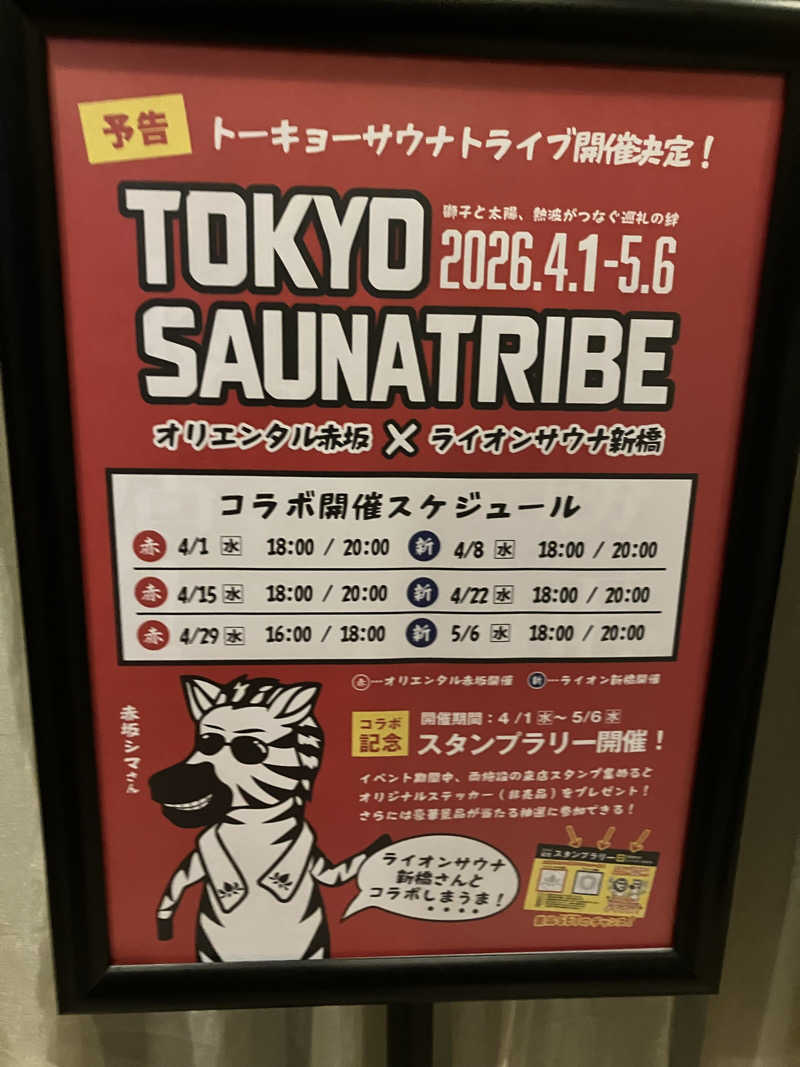 予告
トーキョーサウナトライブ開催決定！
TOKYO
獅子と太陽、熱波がつなぐ巡礼の絆
2026.4.1-5.6
SAUNATRIBE
オリエンタル赤坂 × ライオンサウナ新橋
コラボ開催スケジュール
赤 4/1 水 18:00 / 20:00 新 4/8 水 18:00 / 20:00
赤 4/15 水 18:00 / 20:00 新 4/22 水 18:00 / 20:00
赤 4/29 水 16:00 / 18:00 新 5/6 水 18:00 / 20:00
赤…オリエンタル赤坂開催 新…ライオン新橋開催
赤坂シマさん
コラボ
記念
開催期間：4/1水～5/6水
スタンプラリー開催！
イベント期間中、両施設の来店スタンプ集めると
オリジナルステッカー（非売品）をプレゼント！
さらには豪華景品が当たる抽選に参加できる！
ライオンサウナ
新橋さんと
コラボしまうま！
スタンプラリー